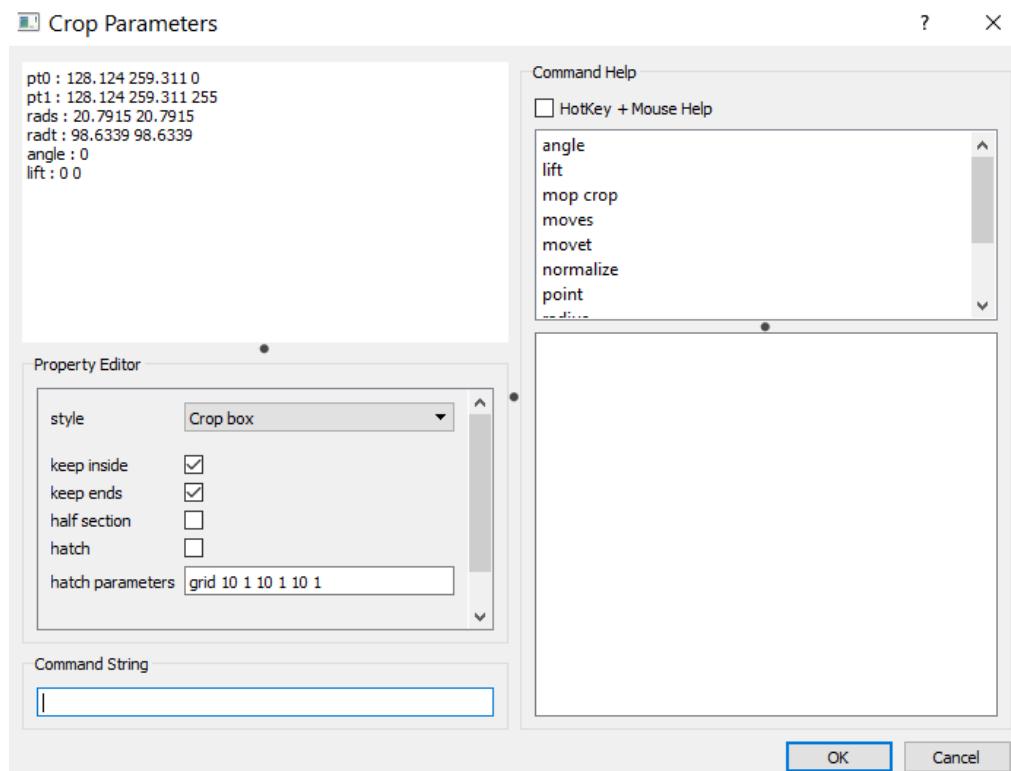 Crop Parameters
?
pt0 : 128.124 259.311 0
pt1 : 128.124 259.311 255
rads : 20.7915 20.7915
radt : 98.6339 98.6339
angle : 0
lift : 0 0
Property Editor
style Crop box
keep inside
keep ends
half section
hatch
hatch parameters grid 10 1 10 1 10 1
Command String
Command Help
HotKey + Mouse Help
angle
lift
mop crop
moves
movet
normalize
point
OK Cancel